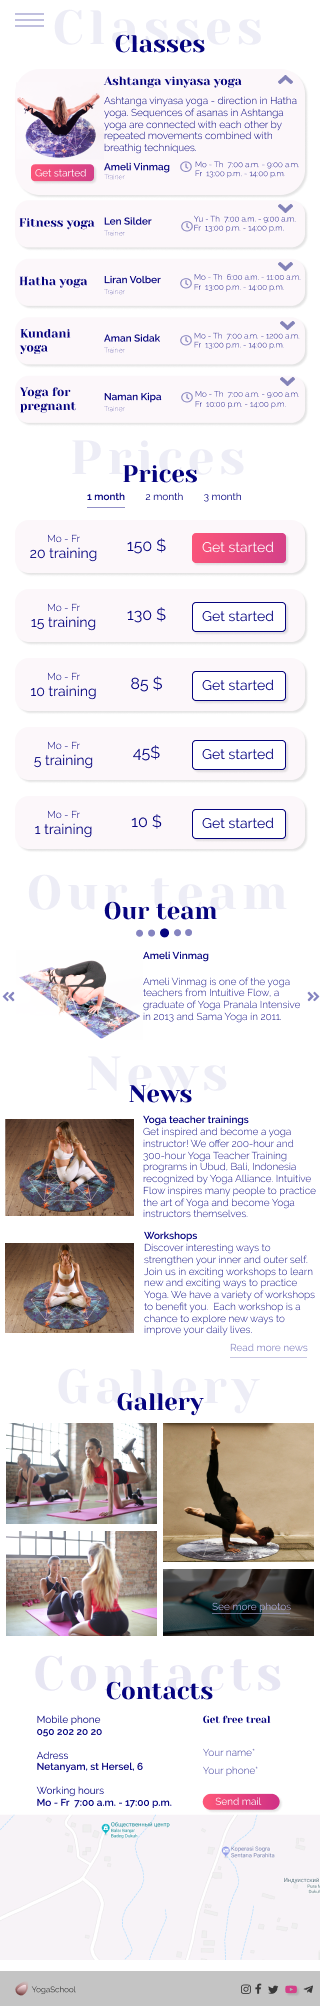 Classes
Classes
Ashtanga vinyasa yoga
Ashtanga vinyasa yoga - direction in Hatha
yoga. Sequences of asanas in Ashtanga
yoga are connected with each other by
repeated movements combined with
breathig techniques.
Get started
Ameli Vinmag
Trainer
Mo - Th 7:00 a.m. - 9:00 a.m.
Fr 13:00 p.m. - 14:00 p.m.
Fitness yoga
Len Silder
Trainer
Yu - Th 7:00 a.m. - 9:00 a.m.
Fr 13:00 p.m. - 14:00 p.m.
Hatha yoga
Liran Volber
Trainer
Mo - Th 6:00 a.m. - 11:00 a.m.
Fr 13:00 p.m. - 14:00 p.m.
Kundani
yoga
Aman Sidak
Trainer
Mo - Th 7:00 a.m. - 12:00 a.m.
Fr 13:00 p.m. - 14:00 p.m.
Yoga for
pregnant
Naman Kipa
Trainer
Mo - Th 7:00 a.m. - 9:00 a.m.
Fr 10:00 p.m. - 14:00 p.m.
Prices
Prices
1 month 2 month 3 month
Mo - Fr
20 training
150 $
Get started
Mo - Fr
15 training
130 $
Get started
Mo - Fr
10 training
85 $
Get started
Mo - Fr
5 training
45$
Get started
Mo - Fr
1 training
10 $
Get started
Our team
Our team
Ameli Vinmag
Ameli Vinmag is one of the yoga
teachers from Intuitive Flow, a
graduate of Yoga Pranala Intensive
in 2013 and Sama Yoga in 2011.
News
News
Yoga teacher trainings
Get inspired and become a yoga
instructor! We offer 200-hour and
300-hour Yoga Teacher Training
programs in Ubud, Bali, Indonesia
recognized by Yoga Alliance. Intuitive
Flow inspires many people to practice
the art of Yoga and become Yoga
instructors themselves.
Workshops
Discover interesting ways to
strengthen your inner and outer self.
Join us in exciting workshops to learn
new and exciting ways to practice
Yoga. We have a variety of workshops
to benefit you. Each workshop is a
chance to explore new ways to
improve your daily lives.
Read more news
Gallery
Gallery
See more photos
Contacts
Contacts
Mobile phone
050 202 20 20
Adress
Netanyam, st Hersel, 6
Working hours
Mo - Fr 7:00 a.m. - 17:00 p.m.
Get free treal
Your name*
Your phone*
Send mail
Общественный центр
Koperasi Sogra
Sentana Parahita
Индуистский
YogaSchool